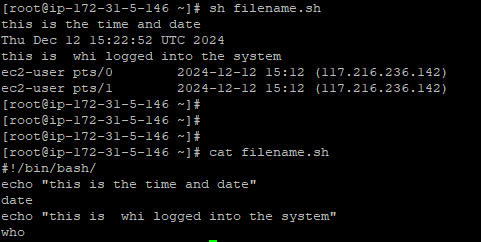 [root@ip-172-31-5-146 ~]# sh filename.sh
this is the time and date
Thu Dec 12 15:22:52 UTC 2024
this is  whi logged into the system
ec2-user pts/0        2024-12-12 15:12 (117.216.236.142)
ec2-user pts/1        2024-12-12 15:12 (117.216.236.142)
[root@ip-172-31-5-146 ~]#
[root@ip-172-31-5-146 ~]#
[root@ip-172-31-5-146 ~]#
[root@ip-172-31-5-146 ~]# cat filename.sh
#!/bin/bash/
echo "this is the time and date"
date
echo "this is  whi logged into the system"
who